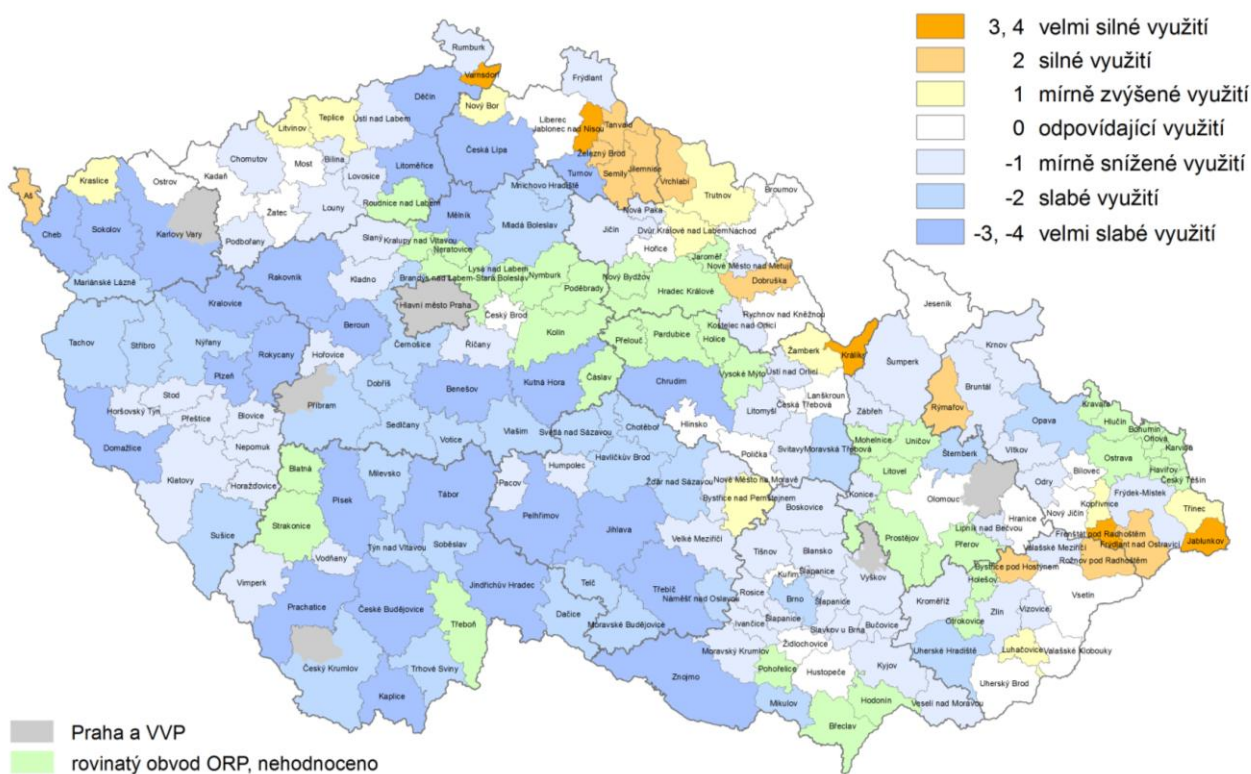 3, 4 velmi silné využití
2 silné využití
1 mírně zvýšené využití
0 odpovídající využití
-1 mírně snížené využití
-2 slabé využití
-3, -4 velmi slabé využití
Rumburk
Varnsdorf
Frýdlant
Děčín
Nový Bor
Liberec
Jablonec nad Nisou
Tanvald
Teplice
Litvínov
Ústí nad Labem
Česká Lípa
Železný Brod
Semily
Jilemnice
Vrchlabí
Turnov
Trutnov
Broumov
Chomutov
Most
Bílina
Litoměřice
Lovosice
Mnichovo Hradiště
Kraslice
Ostrov
Kadaň
Aš
Cheb
Sokolov
Karlovy Vary
Žatec
Louny
Podbořany
Roudnice nad Labem
Mělník
Mladá Boleslav
Jičín
Nová Paka
Dvůr Králové nad Labem
Náchod
Hořice
Jaroměř
Nové Město nad Metují
Dobruška
Slaný
Kralupy nad Vltavou
Neratovice
Lysá nad Labem
Brandýs nad Labem-Stará Boleslav
Nymburk
Poděbrady
Nový Bydžov
Hradec Králové
Rychnov nad Kněžnou
Kostelec nad Orlicí
Mariánské Lázně
Rakovník
Kladno
Hlavní město Praha
Český Brod
Kolín
Přelouč
Pardubice
Holice
Žamberk
Králíky
Jeseník
Kralovice
Beroun
Černošice
Říčany
Tachov
Stříbro
Nýřany
Plzeň
Rokycany
Hořovice
Příbram
Dobříš
Benešov
Kutná Hora
Čáslav
Chrudim
Vysoké Mýto
Ústí nad Orlicí
Česká Třebová
Lanškroun
Litomyšl
Šumperk
Zábřeh
Rýmařov
Bruntál
Krnov
Opava
Kravaře
Hlučín
Bohumín
Orlová
Karviná
Ostrava
Havířov
Český Těšín
Horšovský Týn
Stod
Přeštice
Blovice
Nepomuk
Domažlice
Klatovy
Horažďovice
Sušice
Sedlčany
Votice
Vlašim
Světlá nad Sázavou
Chotěboř
Havlíčkův Brod
Hlinsko
Polička
Svitavy
Moravská Třebová
Mohelnice
Uničov
Litovel
Šternberk
Vítkov
Bílovec
Odry
Olomouc
Nový Jičín
Kopřivnice
Frýdek-Místek
Třinec
Jablunkov
Frenštát pod Radhoštěm
Frýdlant nad Ostravicí
Rožnov pod Radhoštěm
Valašské Meziříčí
Hranice
Lipník nad Bečvou
Bystřice pod Hostýnem
Blatná
Strakonice
Milevsko
Písek
Tábor
Pacov
Humpolec
Pelhřimov
Jihlava
Žďár nad Sázavou
Nové Město na Moravě
Bystřice nad Pernštejnem
Velké Meziříčí
Boskovice
Konice
Prostějov
Přerov
Holešov
Vsetín
Vodňany
Týn nad Vltavou
Soběslav
Vimperk
Prachatice
České Budějovice
Jindřichův Hradec
Třeboň
Telč
Dačice
Třebíč
Náměšť nad Oslavou
Moravské Budějovice
Tišnov
Blansko
Kuřim
Šlapanice
Vyškov
Rosice
Brno
Šlapanice
Ivančice
Šlapanice
Slavkov u Brna
Bučovice
Kroměříž
Otrokovice
Zlín
Vizovice
Luhačovice
Valašské Klobouky
Uherské Hradiště
Uherský Brod
Český Krumlov
Trhové Sviny
Kaplice
Znojmo
Moravský Krumlov
Pohořelice
Židlochovice
Hustopeče
Kyjov
Mikulov
Břeclav
Hodonín
Veselí nad Moravou
Praha a VVP
rovinatý obvod ORP, nehodnoceno